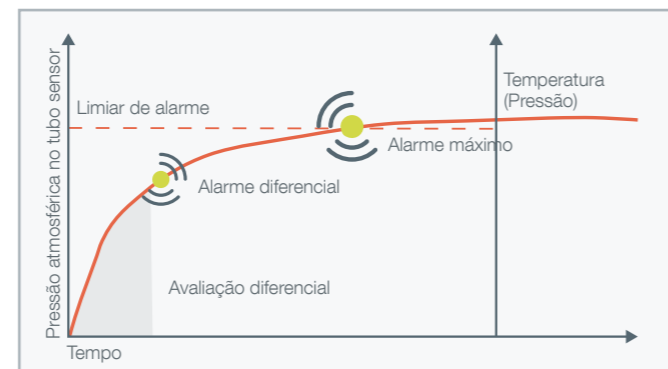 Pressão atmosférica no tubo sensor
Limiar de alarme
Temperatura
(Pressão)
Alarme máximo
Alarme diferencial
Avaliação diferencial
Tempo